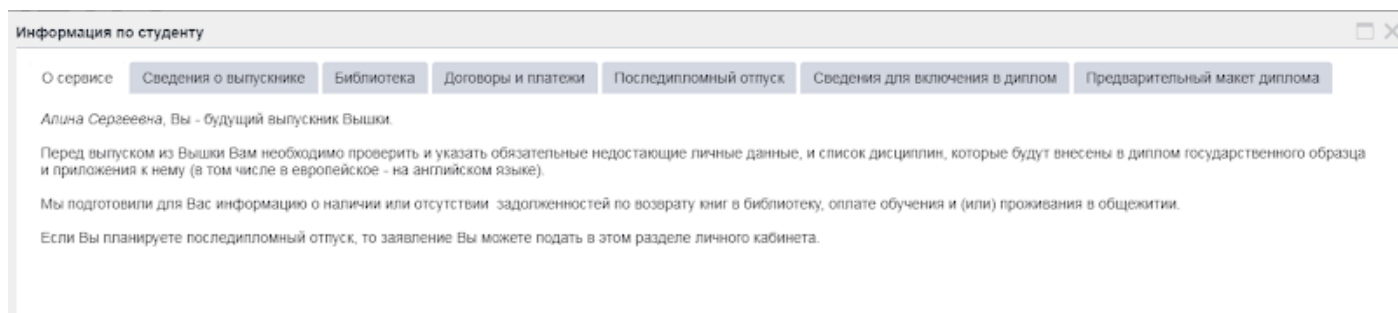 Информация по студенту
О сервисе Сведения о выпускнике Библиотека Договоры и платежи Последипломный отпуск Сведения для включения в диплом Предварительный макет диплома
Алина Сергеевна, Вы - будущий выпускник Вышки.
Перед выпуском из Вышки Вам необходимо проверить и указать обязательные недостающие личные данные, и список дисциплин, которые будут внесены в диплом государственного образца
и приложения к нему (в том числе в европейское - на английском языке).
Мы подготовили для Вас информацию о наличии или отсутствии задолженностей по возврату книг в библиотеку, оплате обучения и (или) проживания в общежитии.
Если Вы планируете последипломный отпуск, то заявление Вы можете подать в этом разделе личного кабинета.